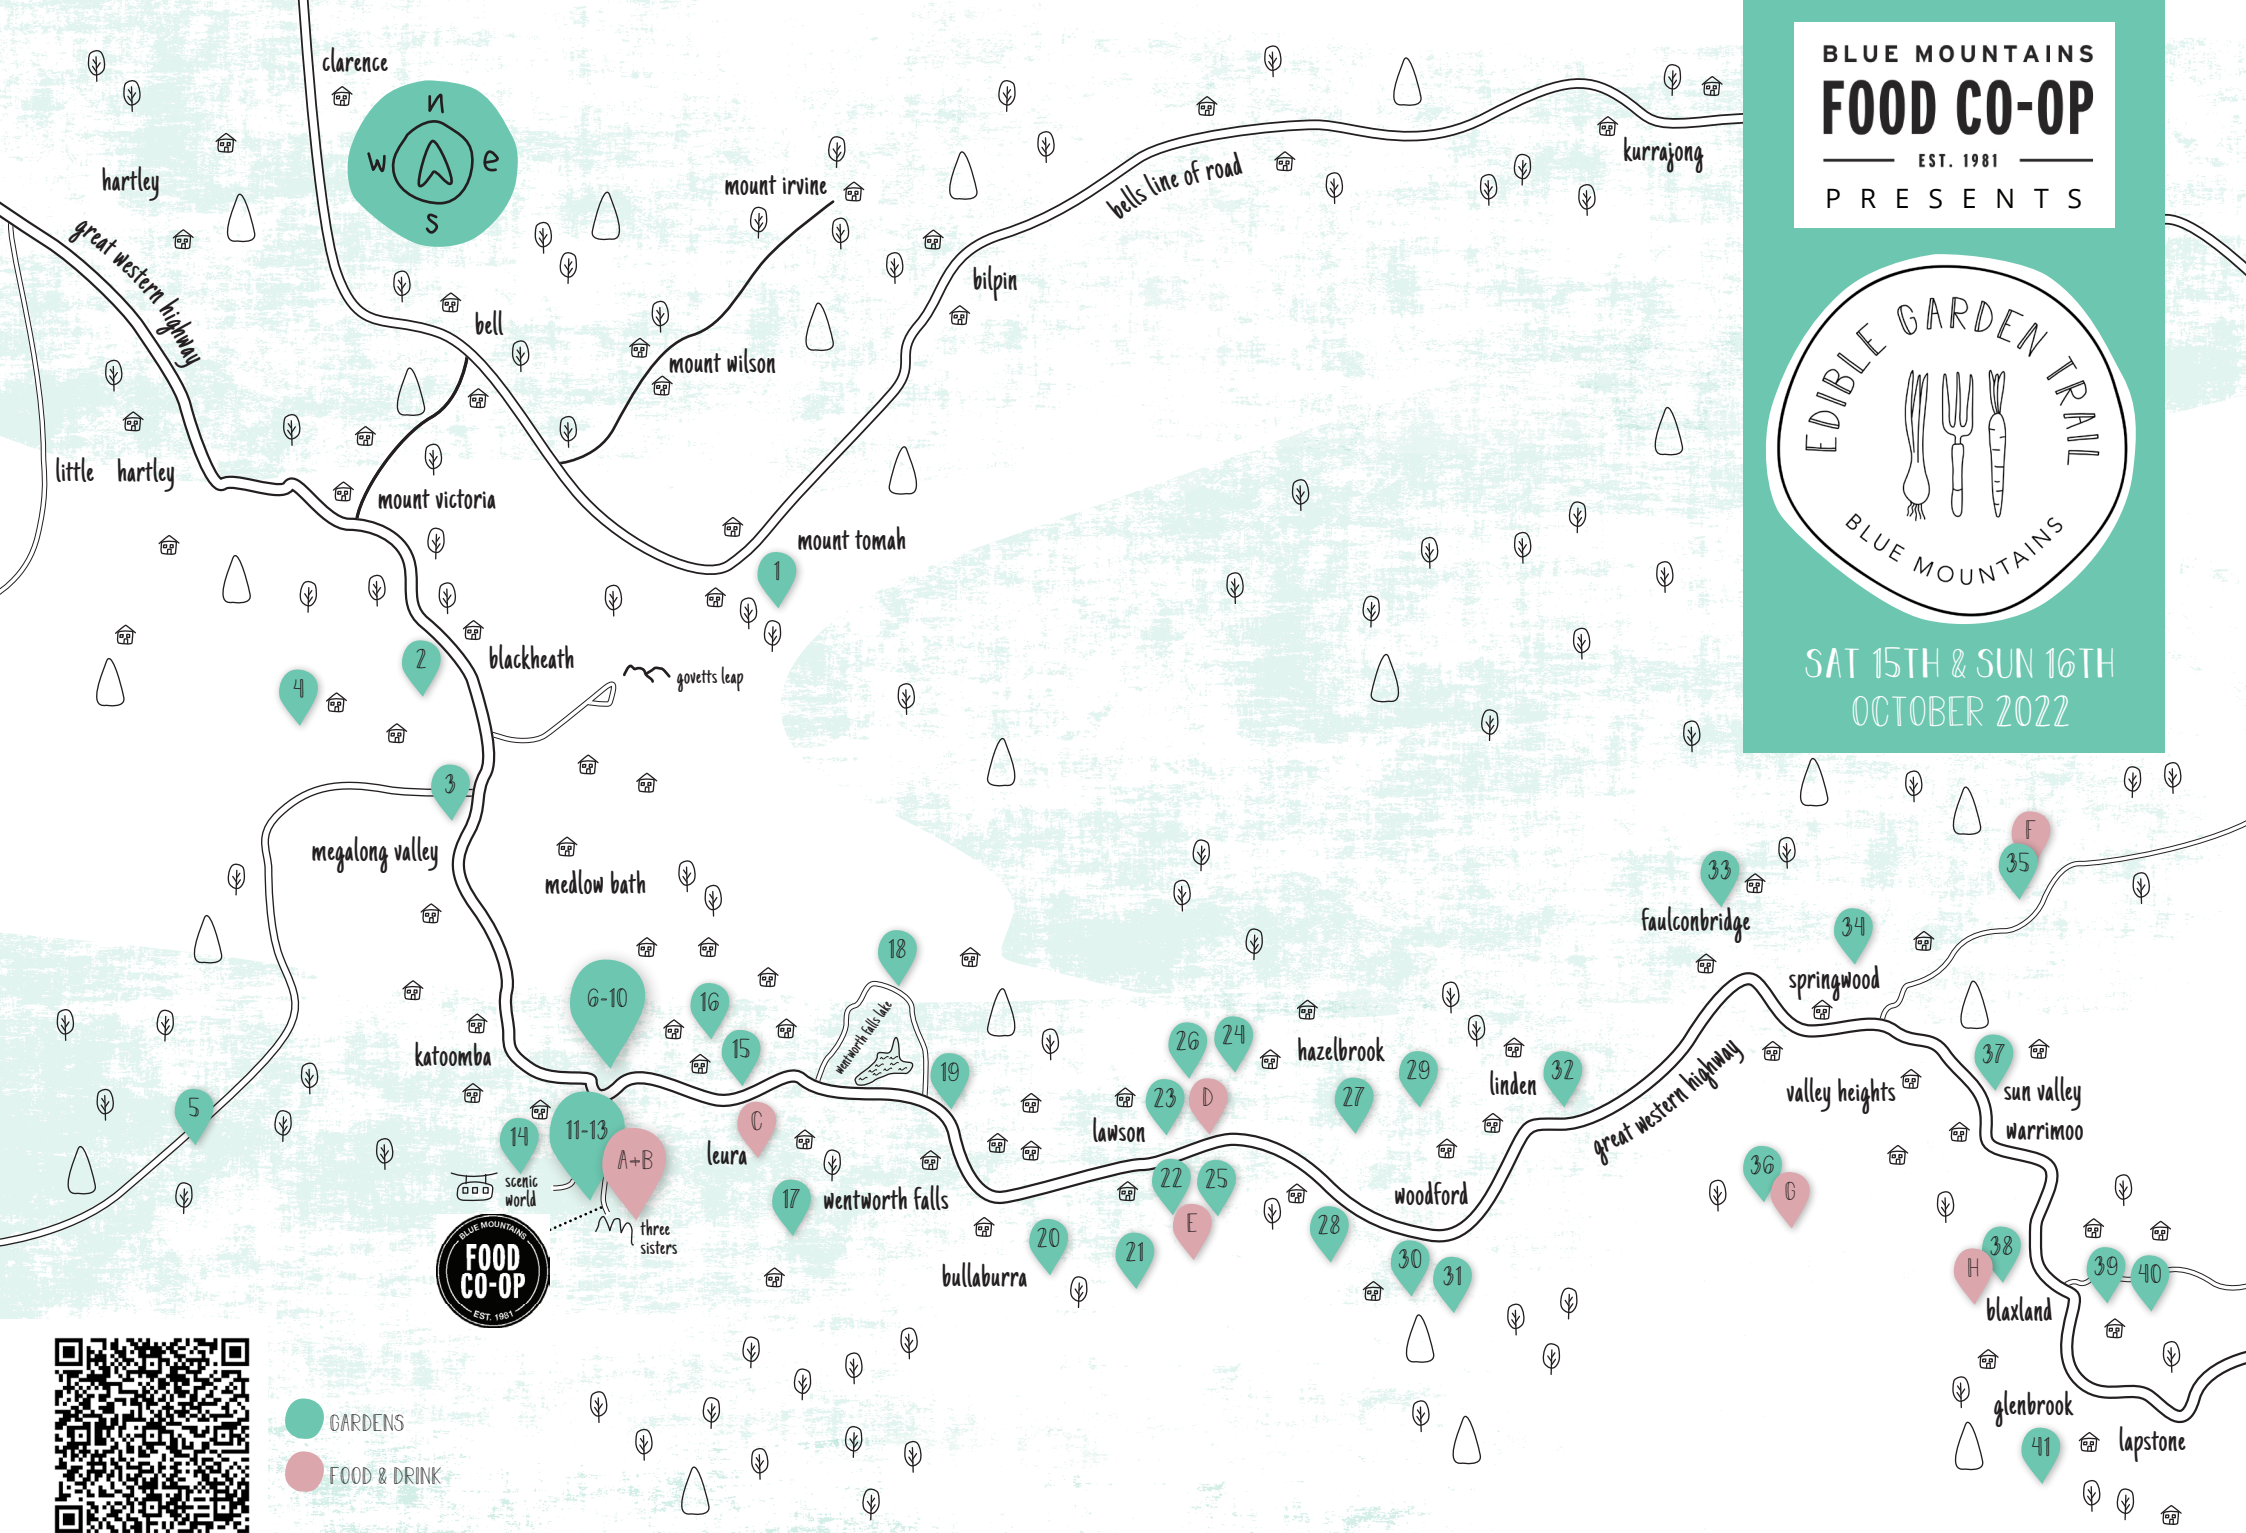 BLUE MOUNTAINS
FOOD CO-OP
EST. 1981
PRESENTS
EDIBLE GARDEN TRAIL
BLUE MOUNTAINS
SAT 15TH & SUN 16TH
OCTOBER 2022
clarence
n
w
e
s
hartley
great western highway
mount irvine
bells line of road
kurrajong
bilpin
bell
mount wilson
little hartley
mount victoria
mount tomah
1
2
blackheath
govetts leap
4
3
megalong valley
medlow bath
5
katoomba
6-10
16
15
18
wentworth falls lake
19
14
11-13
A+B
C
leura
scenic
world
three
sisters
17
wentworth falls
BLUE MOUNTAINS
FOOD
CO-OP
EST. 1981
bullaburra
20
21
26
24
23
D
lawson
22
25
E
hazelbrook
27
29
28
woodford
30
31
linden
32
great western highway
33
faulconbridge
34
springwood
F
35
37
sun valley
valley heights
warrimoo
36
G
38
H
39
40
blaxland
glenbrook
41
lapstone
GARDENS
FOOD & DRINK